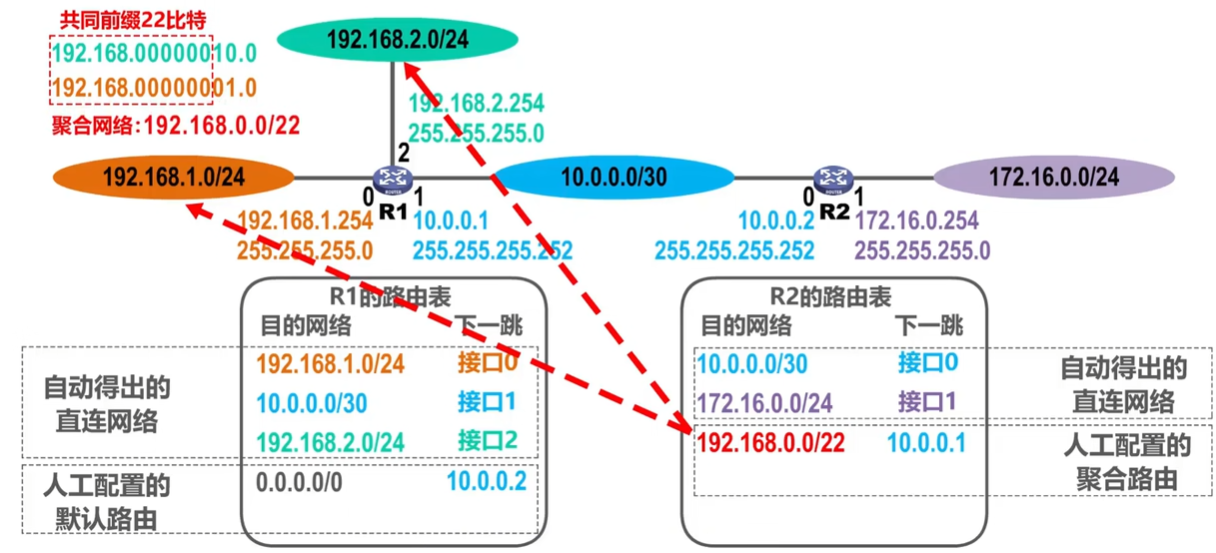 共同前缀22比特
192.168.00000010.0
192.168.00000001.0
聚合网络:192.168.0.0/22
192.168.2.0/24
192.168.2.254
255.255.255.0
2
192.168.1.0/24
0
R1
1
10.0.0.0/30
0
R2
1
172.16.0.0/24
192.168.1.254
255.255.255.0
10.0.0.1
255.255.255.252
10.0.0.2
255.255.255.252
172.16.0.254
255.255.255.0
R1的路由表
目的网络 下一跳
自动得出的
直连网络
192.168.1.0/24 接口0
10.0.0.0/30 接口1
192.168.2.0/24 接口2
人工配置的
默认路由
0.0.0.0/0 10.0.0.2
R2的路由表
目的网络 下一跳
10.0.0.0/30 接口0
172.16.0.0/24 接口1
自动得出的
直连网络
192.168.0.0/22 10.0.0.1
人工配置的
聚合路由